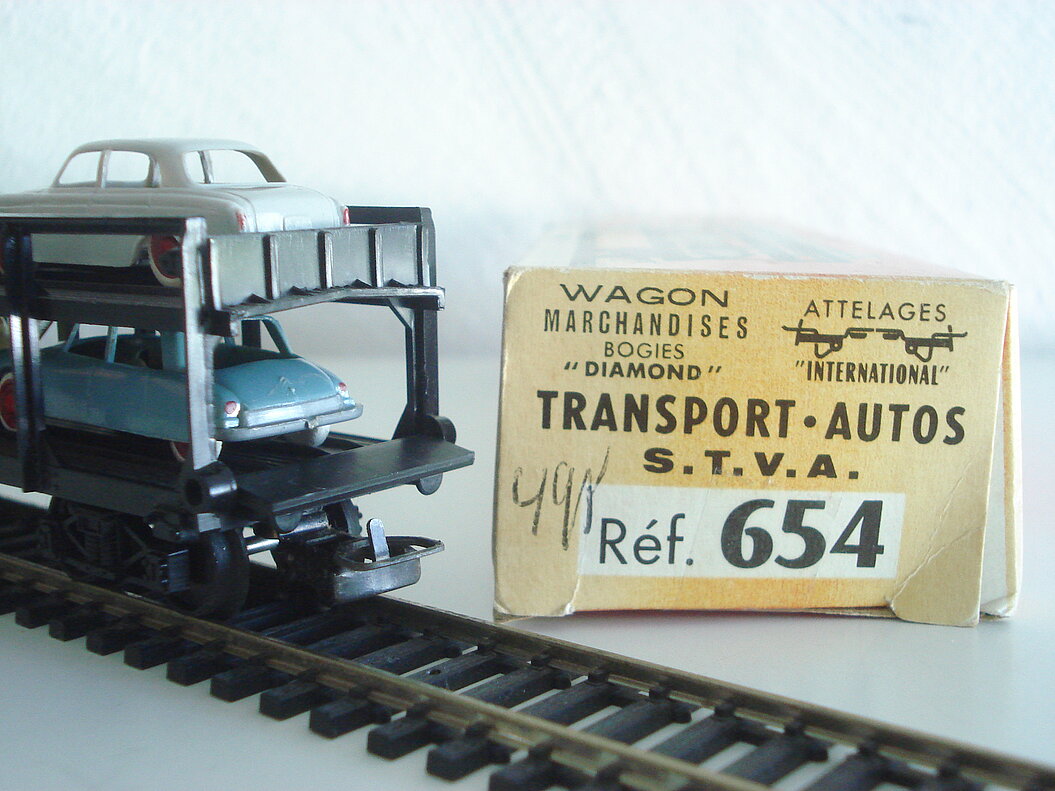 WAGON
MARCHANDISES
BOGIES
"DIAMOND"
ATTELAGES
"INTERNATIONAL"
TRANSPORT•AUTOS
S.T.V.A.
Réf. 654